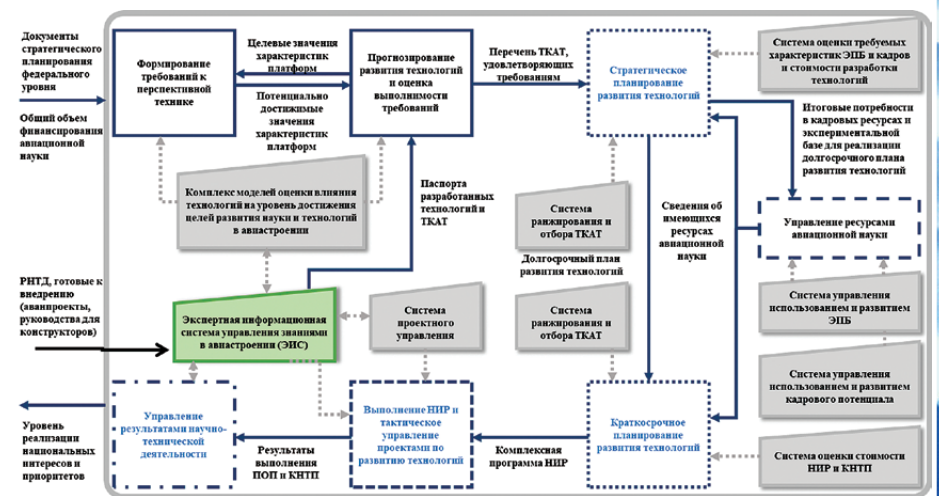 Документы
стратегического
планирования
федерального
уровня
Общий объем
финансирования
авиационной
науки
Формирование
требований к
перспективной
технике
Целевые значения
характеристик
платформ
Потенциально
достижимые
значения
характеристик
платформ
Прогнозирование
развития технологий
и оценка
выполнимости
требований
Перечень ТКАТ,
удовлетворяющих
требованиям
Стратегическое
планирование
развития технологий
Система оценки требуемых
характеристик ЭПБ и кадров
и стоимости разработки
технологий
Итоговые потребности
в кадровых ресурсах и
экспериментальной
базе для реализации
долгосрочного плана
развития технологий
Комплекс моделей оценки влияния
технологий на уровень достижения
целей развития науки и технологий
в авиастроении
Паспорта
разработанных
технологий и
ТКАТ
Система
ранжирования и
отбора ТКАТ
Долгосрочный план
развития технологий
Сведения об
имеющихся
ресурсах
авиационной
науки
Управление ресурсами
авиационной науки
РНТД, готовые к
внедрению
(аванпроекты,
руководства для
конструкторов)
Экспертная информационная
система управления знаниями
в авиастроении (ЭИС)
Система
проектного
управления
Система
ранжирования и
отбора ТКАТ
Система управления
использованием и развитием
ЭПБ
Система управления
использованием и развитием
кадрового потенциала
Уровень
реализации
национальных
интересов и
приоритетов
Управление
результатами научно-
технической
деятельности
Результаты
выполнения
ПОП и КНТП
Выполнение НИР и
тактическое
управление
проектами по
развитию технологий
Комплексная
программа НИР
Краткосрочное
планирование
развития технологий
Система оценки стоимости
НИР и КНТП